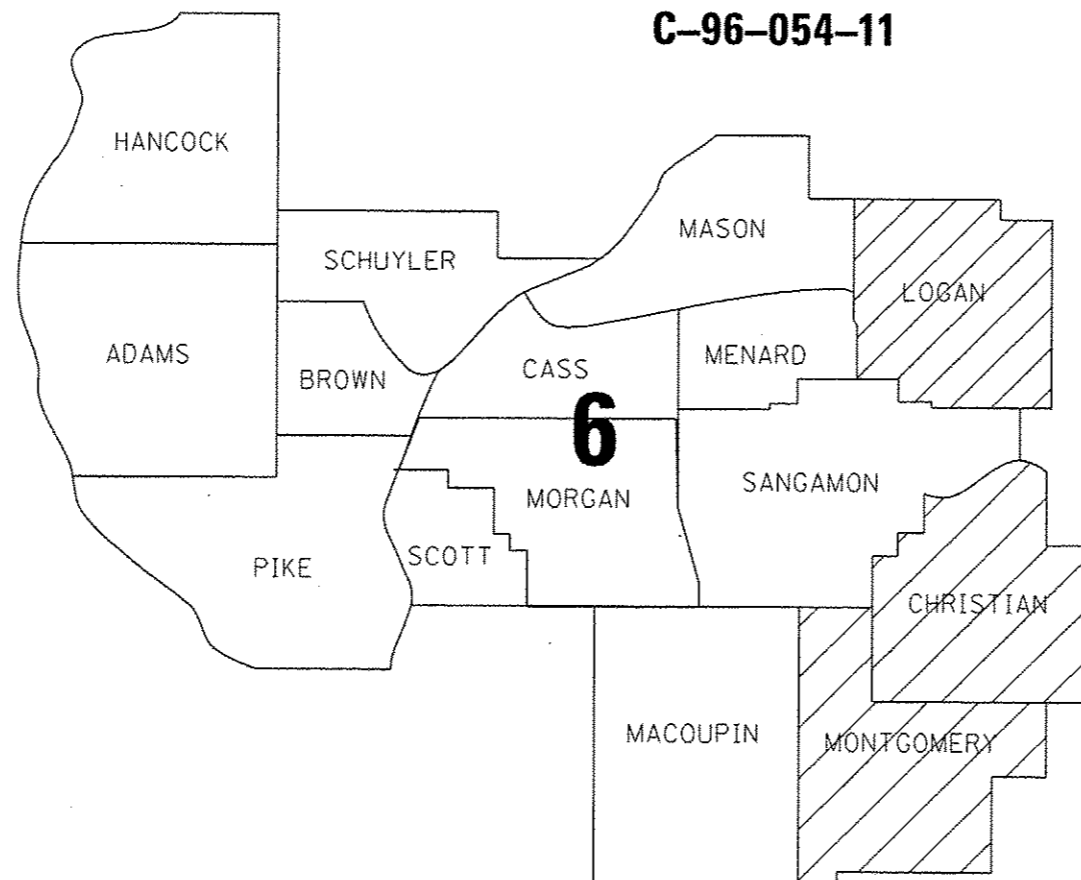 C–96–054–11
HANCOCK
MASON
SCHUYLER
LOGAN
ADAMS
MENARD
CASS
BROWN
6
SANGAMON
MORGAN
SCOTT
PIKE
CHRISTIAN
MACOUPIN
MONTGOMERY